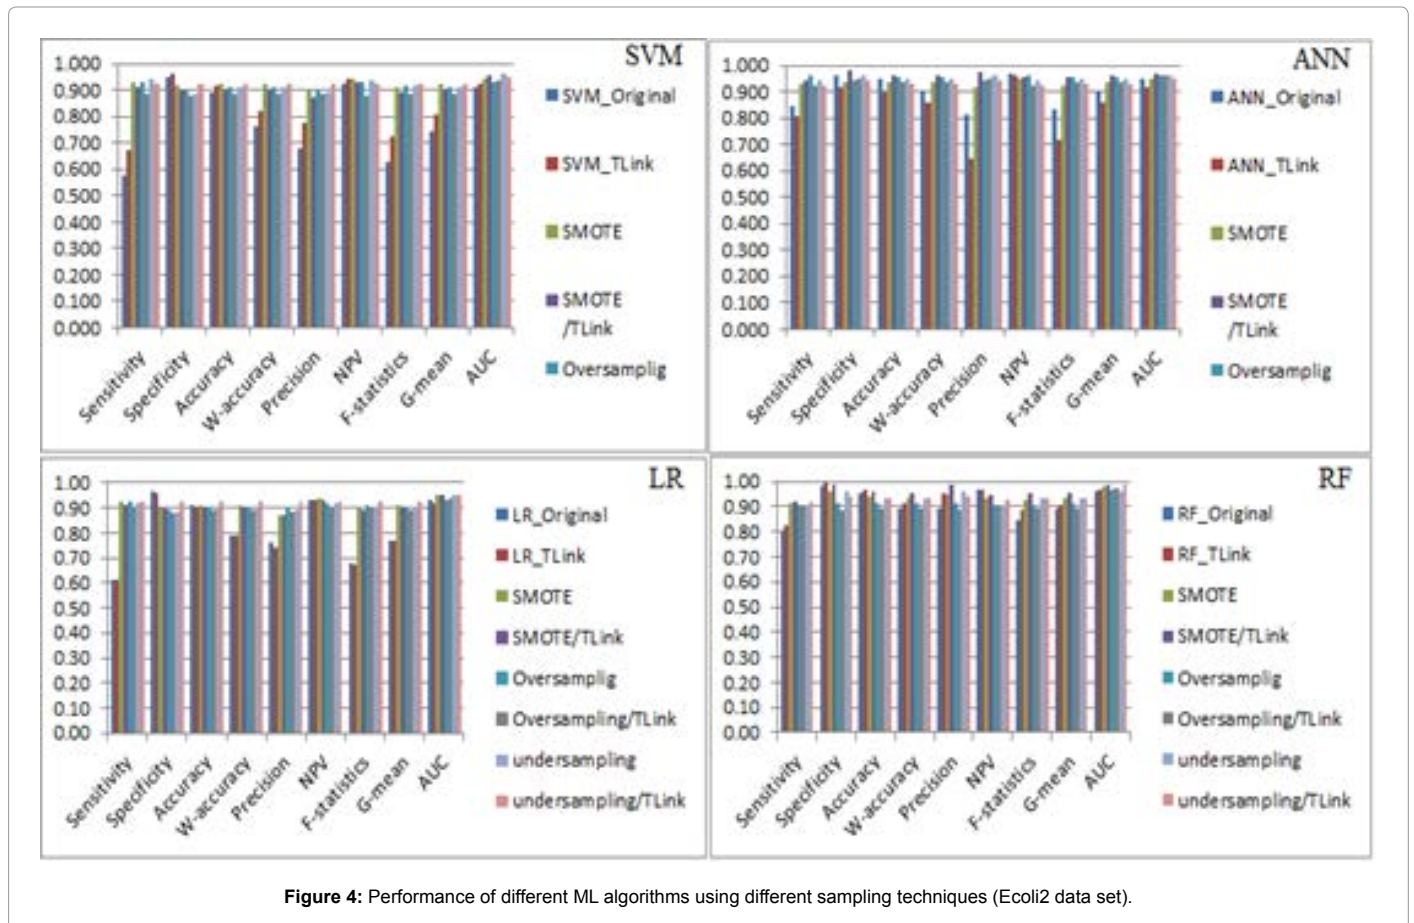 SVM
1.000
0.900
0.800
0.700
0.600
0.500
0.400
0.300
0.200
0.100
0.000
Sensitivity
Specificity
Accuracy
W-accuracy
Precision
NPV
F-statistics
G-mean
AUC
SVM_Original
SVM_TLink
SMOTE
SMOTE
/TLink
Oversamplig
ANN
1.000
0.900
0.800
0.700
0.600
0.500
0.400
0.300
0.200
0.100
0.000
Sensitivity
Specificity
Accuracy
W-accuracy
Precision
NPV
F-statistics
G-mean
AUC
ANN_Original
ANN_TLink
SMOTE
SMOTE
/TLink
Oversamplig
LR
1.00
0.90
0.80
0.70
0.60
0.50
0.40
0.30
0.20
0.10
0.00
Sensitivity
Specificity
Accuracy
W-accuracy
Precision
NPV
F-statistics
G-mean
AUC
LR_Original
LR_TLink
SMOTE
SMOTE/TLink
Oversamplig
Oversampling/TLink
undersampling
undersampling/TLink
RF
1.00
0.90
0.80
0.70
0.60
0.50
0.40
0.30
0.20
0.10
0.00
Sensitivity
Specificity
Accuracy
W-accuracy
Precision
NPV
F-statistics
G-mean
AUC
RF_Original
RF_TLink
SMOTE
SMOTE/TLink
Oversamplig
Oversampling/TLink
undersampling
undersampling/TLink
Figure 4: Performance of different ML algorithms using different sampling techniques (Ecoli2 data set).